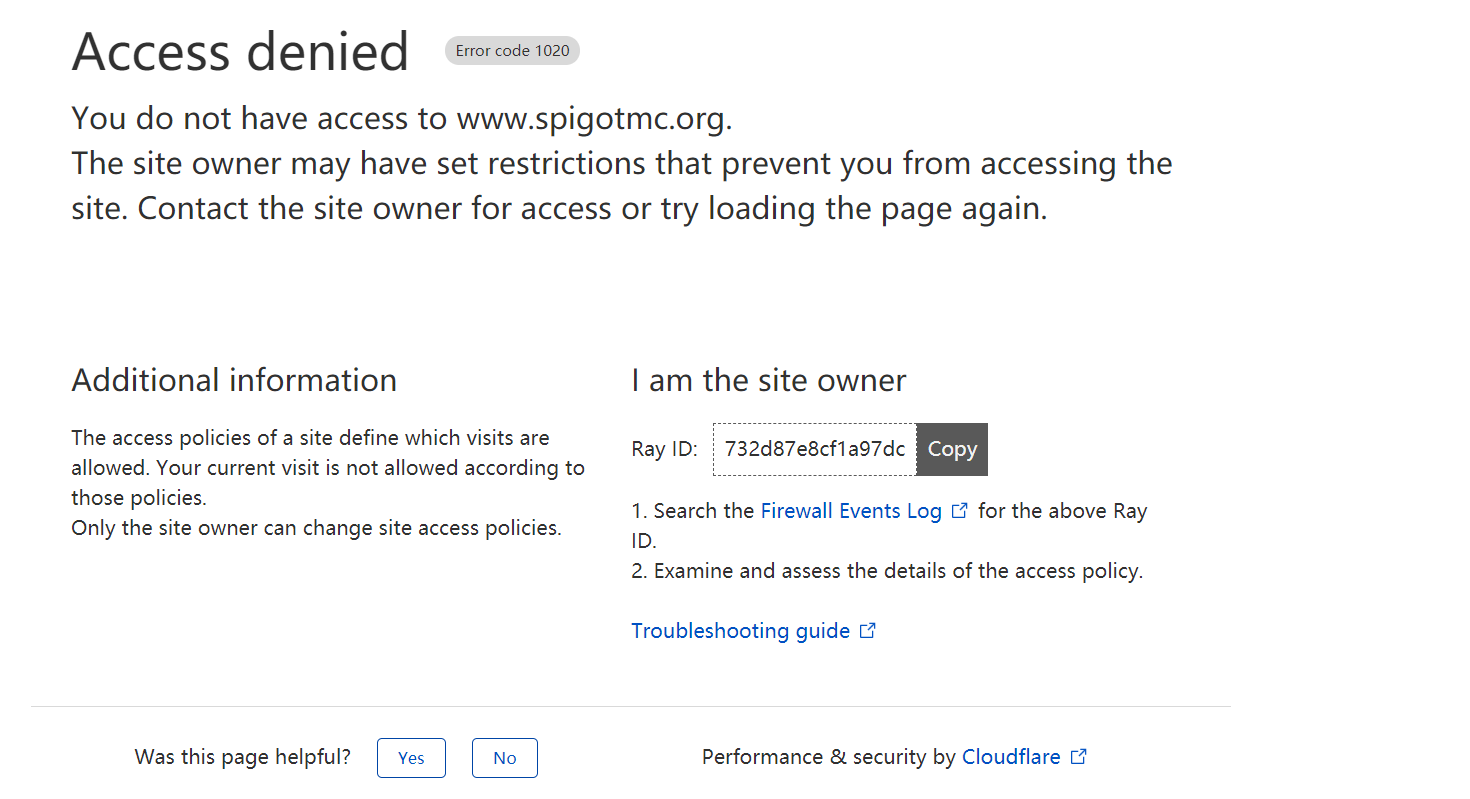 Access denied
Error code 1020
You do not have access to www.spigotmc.org.
The site owner may have set restrictions that prevent you from accessing the
site. Contact the site owner for access or try loading the page again.
Additional information
The access policies of a site define which visits are
allowed. Your current visit is not allowed according to
those policies.
Only the site owner can change site access policies.
I am the site owner
Ray ID: 732d87e8cf1a97dc Copy
1. Search the Firewall Events Log for the above Ray
ID.
2. Examine and assess the details of the access policy.
Troubleshooting guide
Was this page helpful? Yes No
Performance & security by Cloudflare